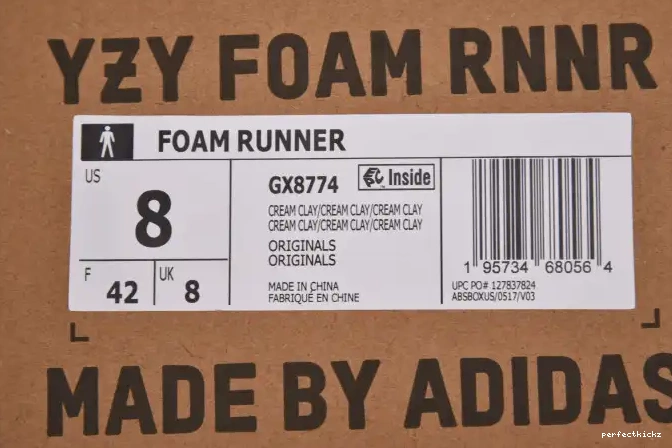 YZY FOAM RNNR
FOAM RUNNER
US
8
F
42
UK
8
GX8774
Inside
CREAM CLAY/CREAM CLAY/CREAM CLAY
CREAM CLAY/CREAM CLAY/CREAM CLAY
ORIGINALS
ORIGINALS
MADE IN CHINA
FABRIQUÉ EN CHINE
1 95734 68056 4
UPC PO# 127837824
ABSBOXUS/0517/V03
MADE BY ADIDAS
perfectkickz